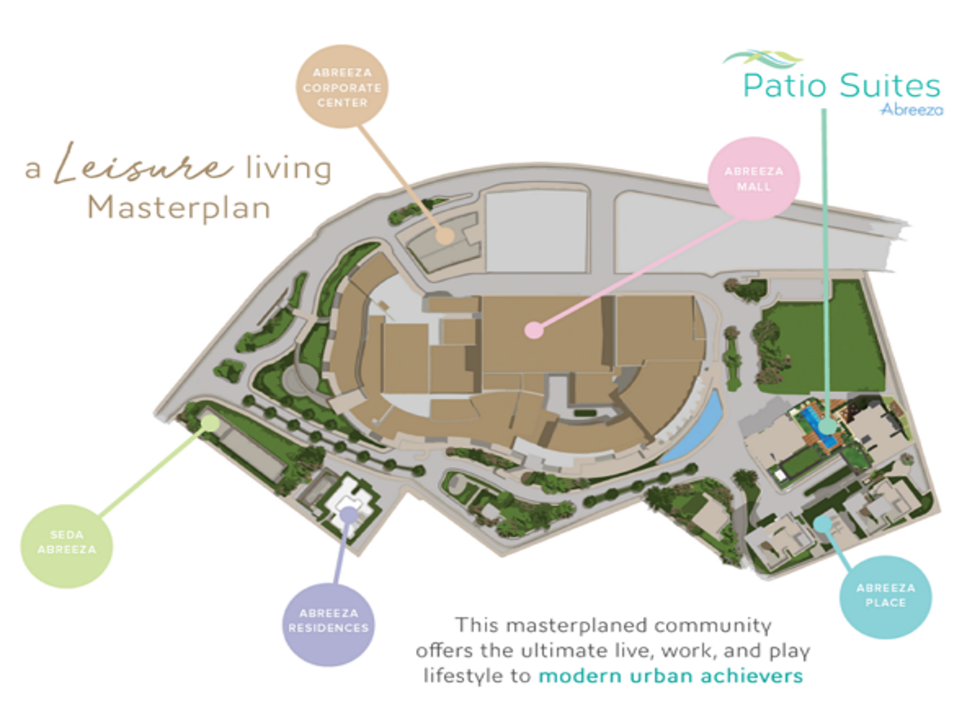 ABREEZA
CORPORATE
CENTER
Patio Suites
Abreeza
a Leisure living
Masterplan
ABREEZA
MALL
SEDA
ABREEZA
ABREEZA
RESIDENCES
ABREEZA
PLACE
This masterplaned community
offers the ultimate live, work, and play
lifestyle to modern urban achievers